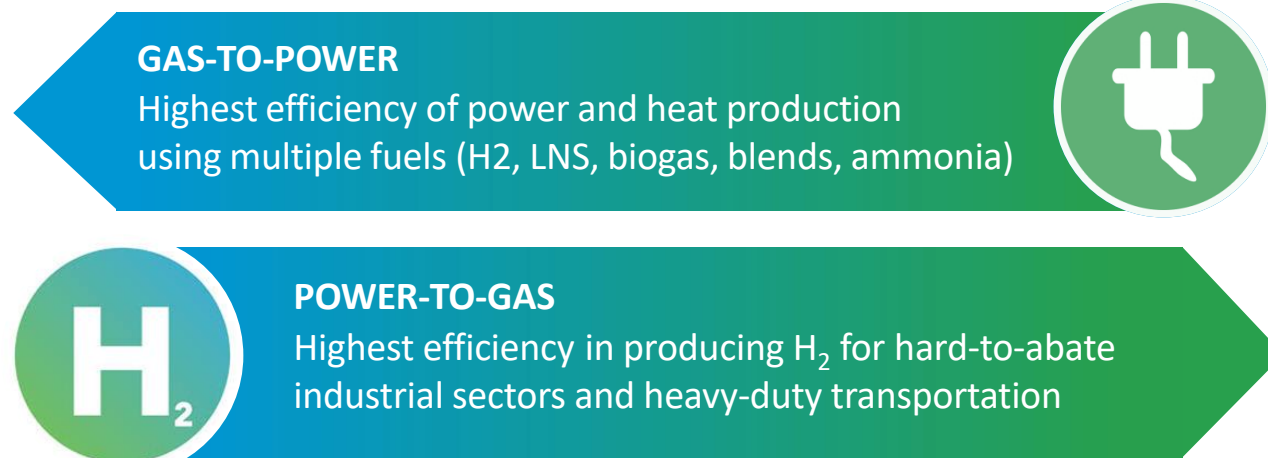 GAS-TO-POWER
Highest efficiency of power and heat production
using multiple fuels (H2, LNS, biogas, blends, ammonia)
H₂
POWER-TO-GAS
Highest efficiency in producing H₂ for hard-to-abate
industrial sectors and heavy-duty transportation